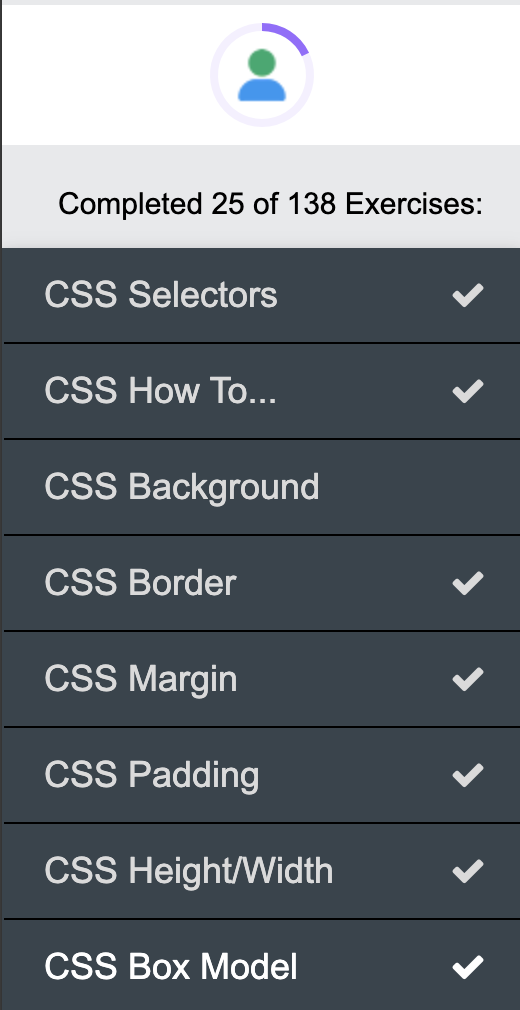 Completed 25 of 138 Exercises:
CSS Selectors
CSS How To...
CSS Background
CSS Border
CSS Margin
CSS Padding
CSS Height/Width
CSS Box Model